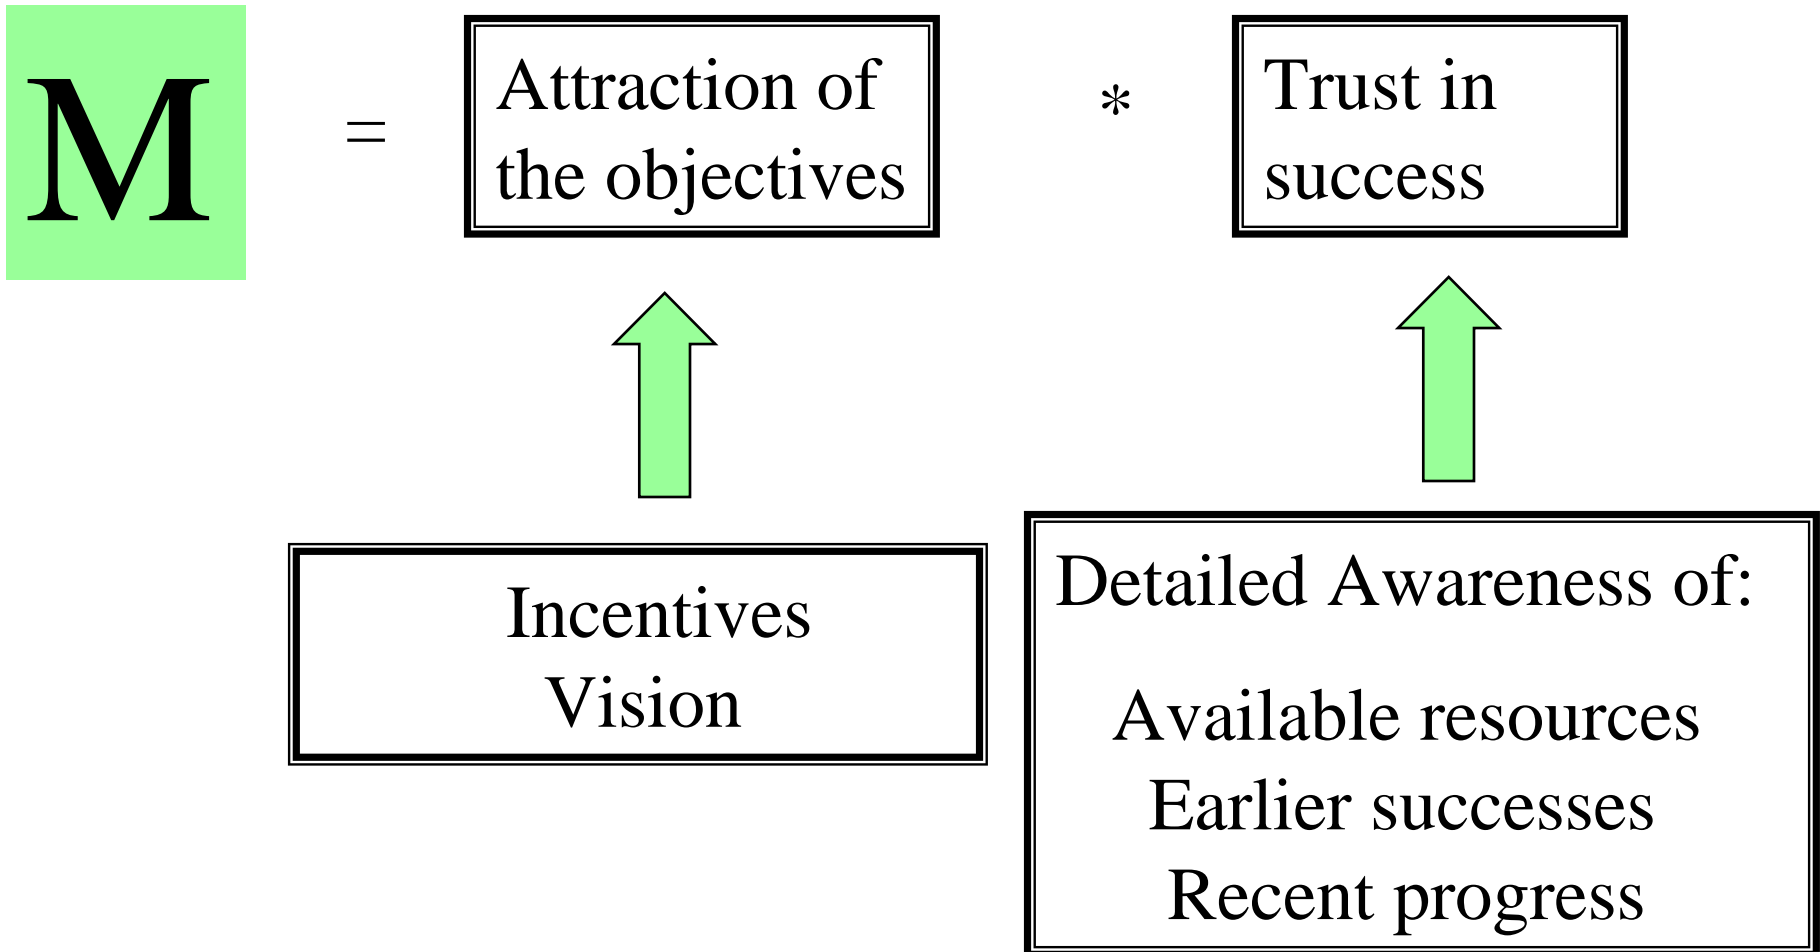 M = Attraction of * Trust in
the objectives success
Incentives
Vision
Detailed Awareness of:
Available resources
Earlier successes
Recent progress